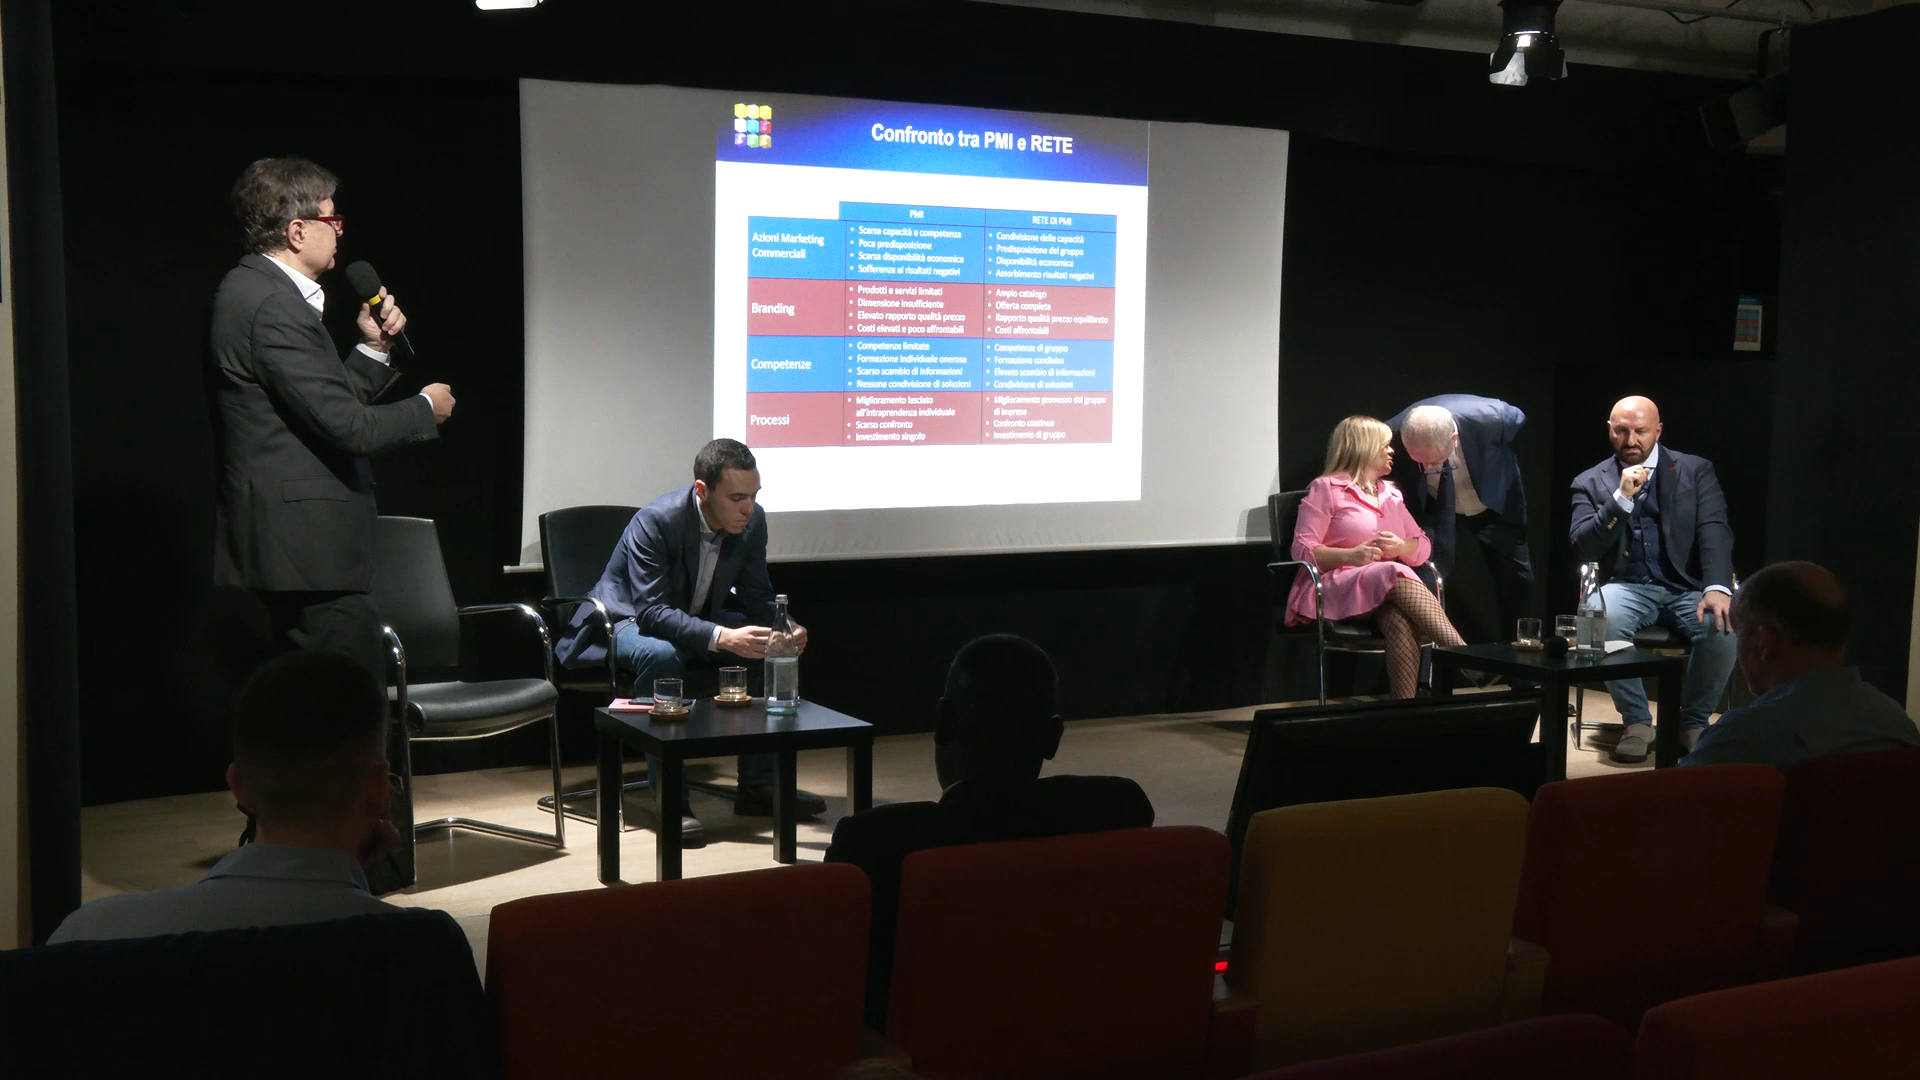 Confronto tra PMI e RETE
PMI
RETE DI PMI
Azioni Marketing
Commerciali
Scarsa capacità e competenza
Poca predisposizione
Scarsa disponibilità economica
Sofferenza ai risultati negativi
Condivisione delle capacità
Predisposizione del gruppo
Disponibilità economica
Assorbimento risultati negativi
Branding
Prodotti e servizi limitati
Dimensione insufficiente
Elevato rapporto qualità prezzo
Costi elevati e poco affrontabili
Ampio catalogo
Offerta completa
Rapporto qualità prezzo equilibrato
Costi affrontabili
Competenze
Competenze limitate
Formazione individuale onerosa
Scarso scambio di informazioni
Nessuna condivisione di soluzioni
Competenze di gruppo
Formazione condivisa
Elevato scambio di informazioni
Condivisione di soluzioni
Processi
Miglioramento lasciato
all'intraprendenza individuale
Scarso confronto
Investimento singolo
Miglioramento promosso dal gruppo
di imprese
Confronto continuo
Investimento di gruppo